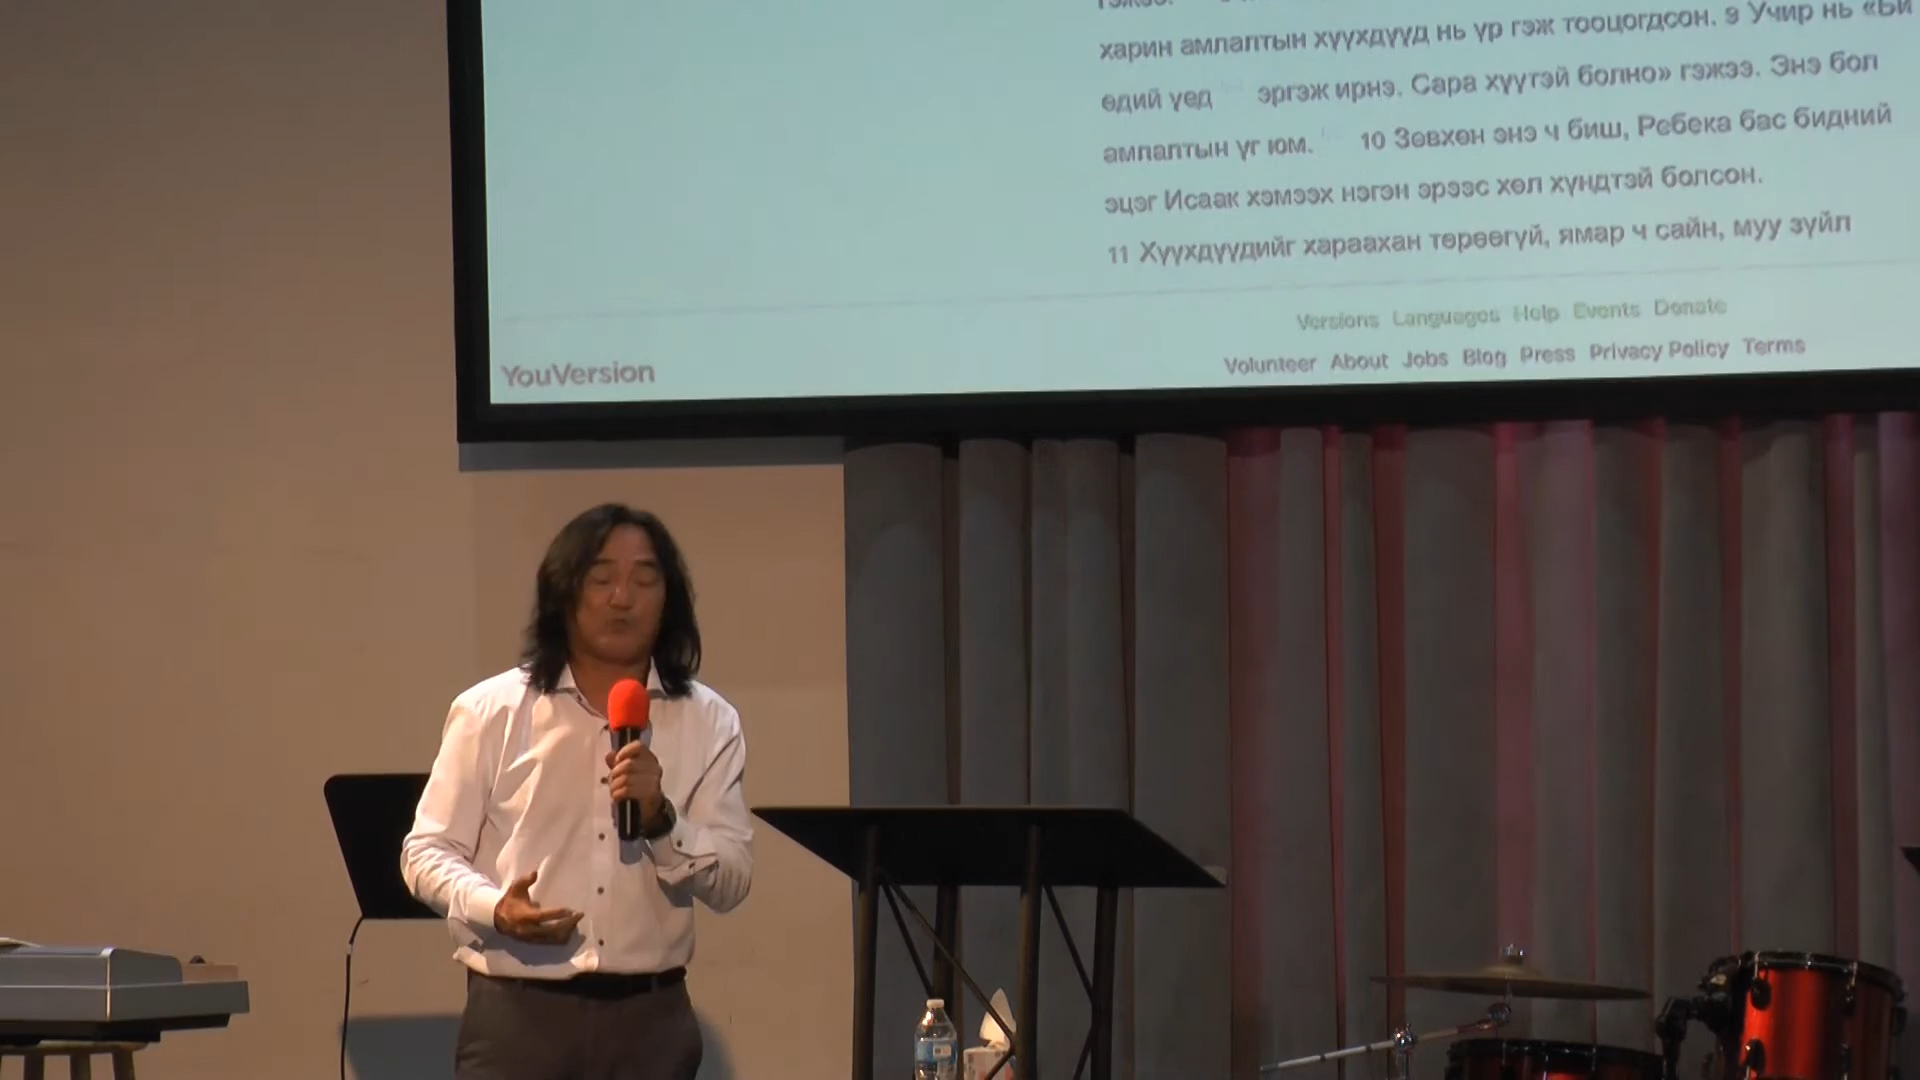 харин амлалтын хүүхдүүд нь үр гэж тооцогдсон. 9 Учир нь «Би
өдий үед эргэж ирнэ. Сара хүүтэй болно» гэжээ. Энэ бол
амлалтын үг юм. 10 Зөвхөн энэ ч биш, Ребека бас бидний
эцэг Исаак хэмээх нэгэн эрээс хөл хүндтэй болсон.
11 Хүүхдүүдийг хараахан төрөөгүй, ямар ч сайн, муу зүйл
Versions Languages Help Events Donate
YouVersion
Volunteer About Jobs Blog Press Privacy Policy Terms